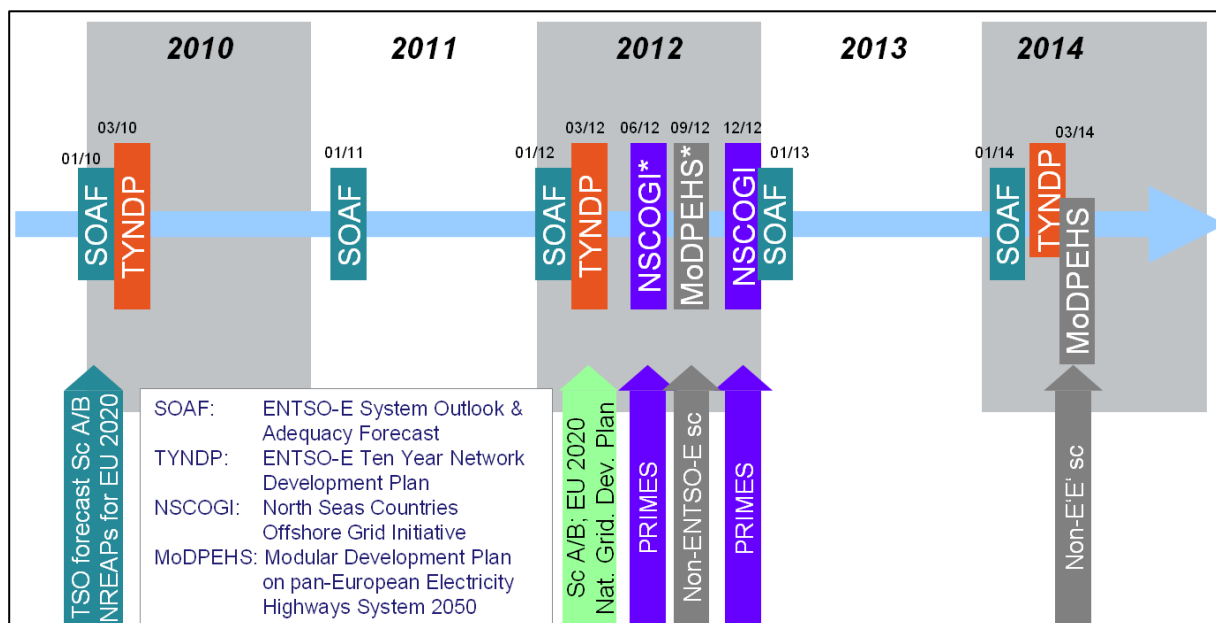 2010
2011
2012
2013
2014
03/10
03/12
06/12
09/12
12/12
03/14
01/10
01/11
01/12
01/13
01/14
SOAF
TYNDP
SOAF
SOAF
TYNDP
NSCOGI*
MoDPEHS*
NSCOGI
SOAF
SOAF
TYNDP
MoDPEHS
TSO forecast Sc A/B
NREAPs for EU 2020
SOAF: ENTSO-E System Outlook &
Adequacy Forecast
TYNDP: ENTSO-E Ten Year Network
Development Plan
NSCOGI: North Seas Countries
Offshore Grid Initiative
MoDPEHS: Modular Development Plan
on pan-European Electricity
Highways System 2050
Sc A/B; EU 2020
Nat. Grid. Dev. Plan
PRIMES
Non-ENTSO-E sc
PRIMES
Non-E'E' sc